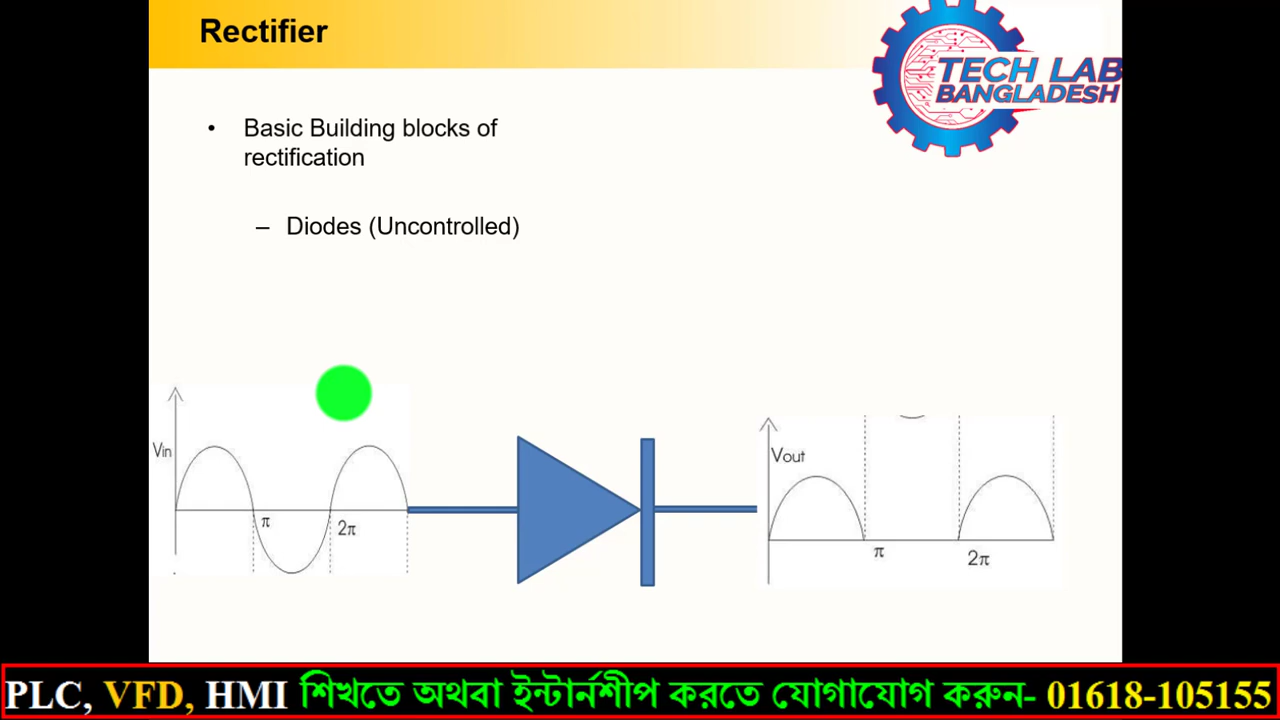 Rectifier
TECH LAB
BANGLADESH
• Basic Building blocks of
rectification
– Diodes (Uncontrolled)
Vin
π
2π
Vout
π
2π
PLC, VFD, HMI শিখতে অথবা ইন্টার্নশীপ করতে যোগাযোগ করুন- 01618-105155